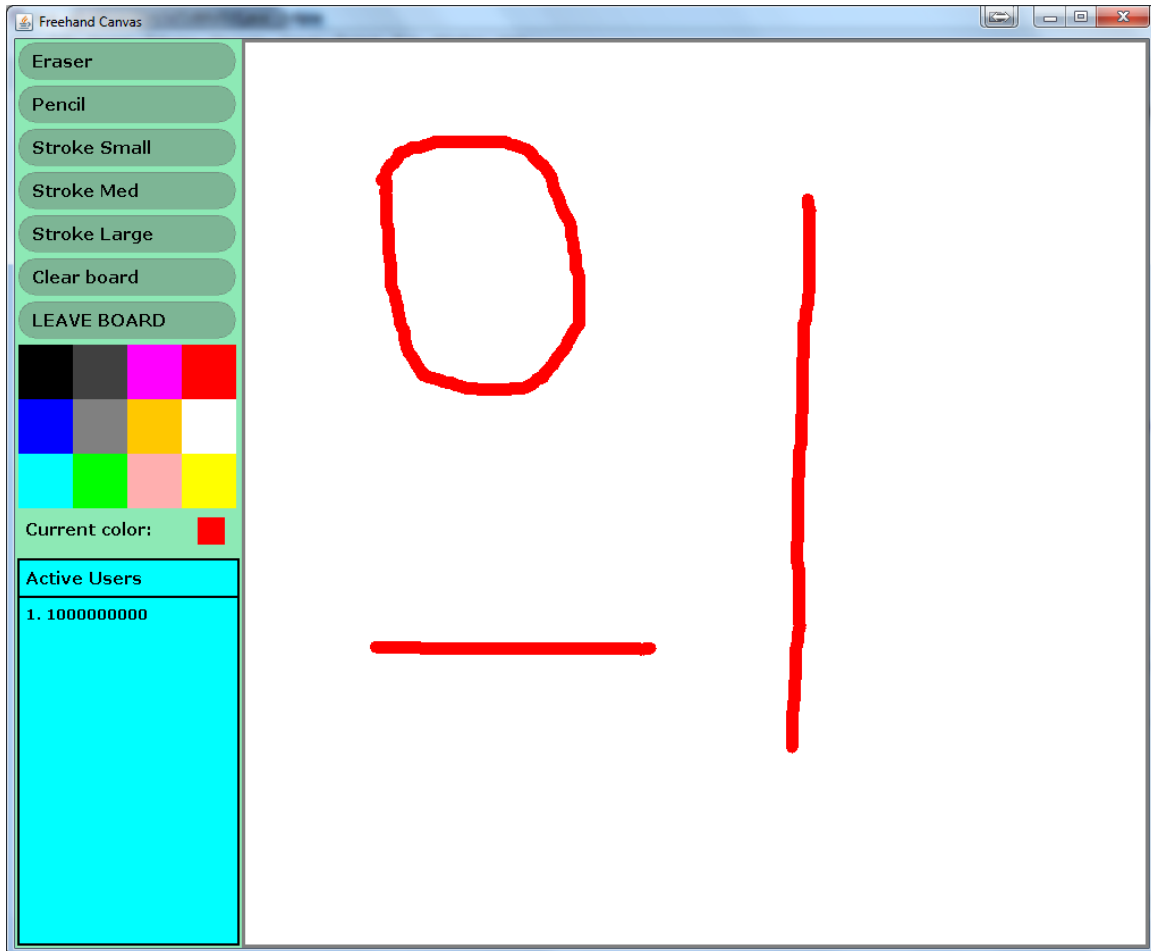 Freehand Canvas
Eraser
Pencil
Stroke Small
Stroke Med
Stroke Large
Clear board
LEAVE BOARD
Current color:
Active Users
1. 1000000000